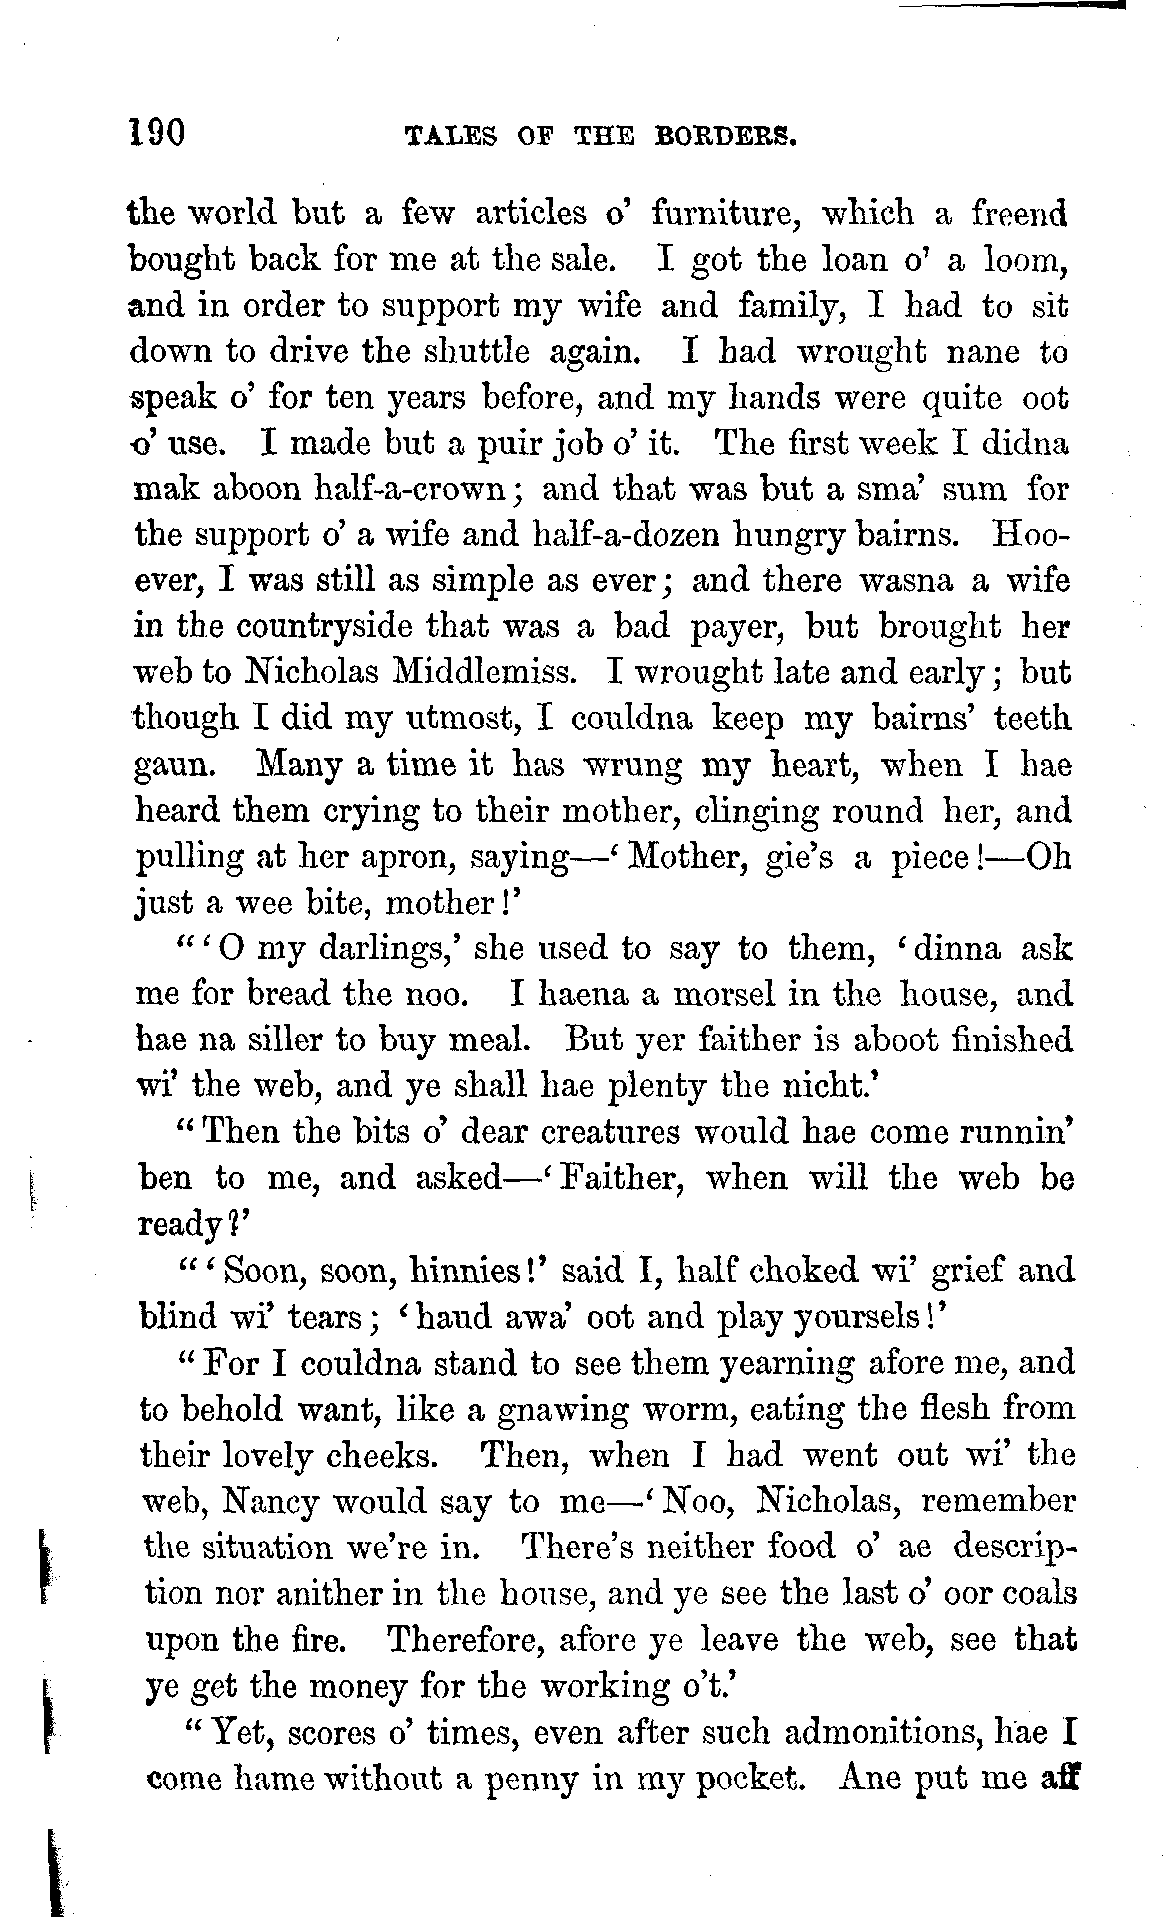 190 TALES OF THE BORDERS.
the world but a few articles o' furniture, which a freend
bought back for me at the sale. I got the loan o' a loom,
and in order to support my wife and family, I had to sit
down to drive the shuttle again. I had wrought nane to
speak o' for ten years before, and my hands were quite oot
o' use. I made but a puir job o' it. The first week I didna
mak aboon half-a-crown; and that was but a sma' sum for
the support o' a wife and half-a-dozen hungry bairns. Hoo-
ever, I was still as simple as ever; and there wasna a wife
in the countryside that was a bad payer, but brought her
web to Nicholas Middlemiss. I wrought late and early; but
though I did my utmost, I couldna keep my bairns' teeth
gaun. Many a time it has wrung my heart, when I hae
heard them crying to their mother, clinging round her, and
pulling at her apron, saying—'Mother, gie's a piece!—Oh
just a wee bite, mother!'
"'O my darlings,' she used to say to them, 'dinna ask
me for bread the noo. I haena a morsel in the house, and
hae na siller to buy meal. But yer faither is aboot finished
wi' the web, and ye shall hae plenty the nicht.'
"Then the bits o' dear creatures would hae come runnin'
ben to me, and asked—'Faither, when will the web be
ready?'
"'Soon, soon, hinnies!' said I, half choked wi' grief and
blind wi' tears; 'haud awa' oot and play yoursels!'
"For I couldna stand to see them yearning afore me, and
to behold want, like a gnawing worm, eating the flesh from
their lovely cheeks. Then, when I had went out wi' the
web, Nancy would say to me—'Noo, Nicholas, remember
the situation we're in. There's neither food o' ae descrip-
tion nor anither in the house, and ye see the last o' oor coals
upon the fire. Therefore, afore ye leave the web, see that
ye get the money for the working o't.'
"Yet, scores o' times, even after such admonitions, hae I
come hame without a penny in my pocket. Ane put me aff